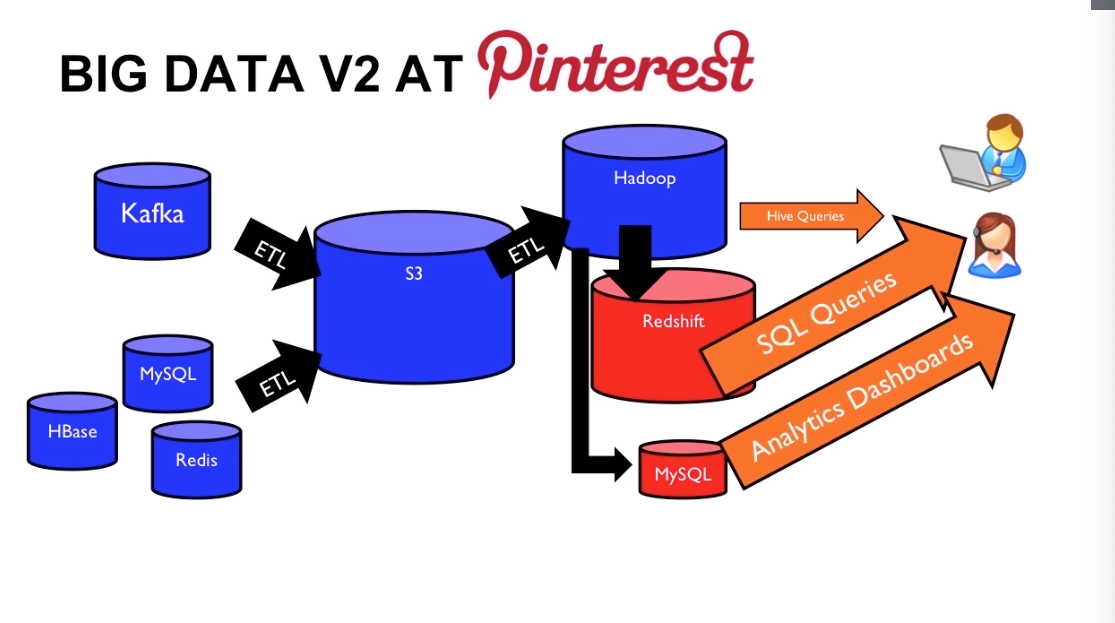 BIG DATA V2 AT Pinterest
Kafka
ETL
S3
ETL
Hadoop
Hive Queries
Redshift
SQL Queries
MySQL
HBase
Redis
ETL
MySQL
Analytics Dashboards